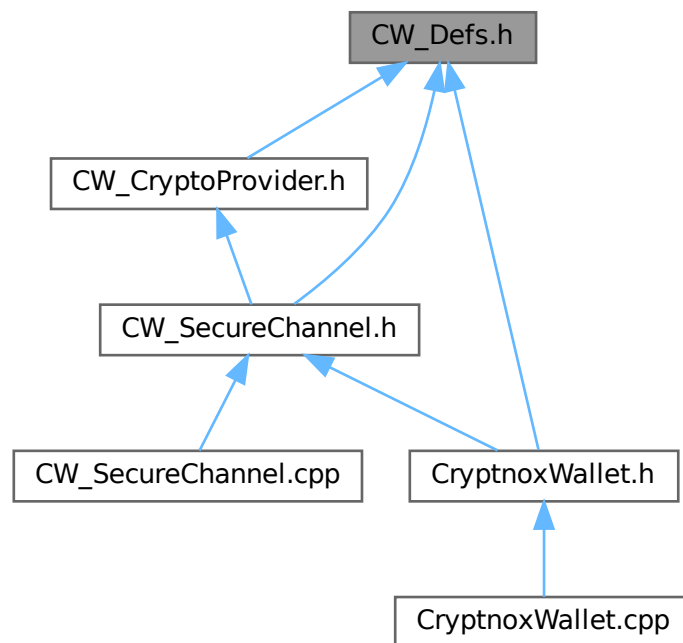 CW_Defs.h
CW_CryptoProvider.h
CW_SecureChannel.h
CW_SecureChannel.cpp
CryptnoxWallet.h
CryptnoxWallet.cpp